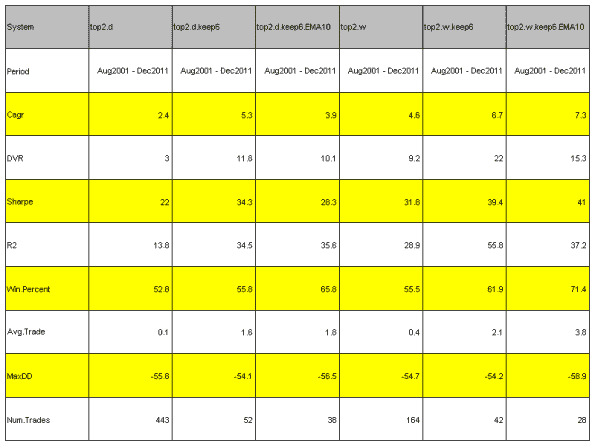 System top2.d top2.d.keep6 top2.d.keep6.EMA10 top2.w top2.w.keep6 top2.w.keep6.EMA10
Period Aug2001 - Dec2011 Aug2001 - Dec2011 Aug2001 - Dec2011 Aug2001 - Dec2011 Aug2001 - Dec2011 Aug2001 - Dec2011
Cagr 2.4 5.3 3.9 4.6 6.7 7.3
DVR 3 11.8 10.1 9.2 22 15.3
Sharpe 22 34.3 28.3 31.8 39.4 41
R2 13.8 34.5 35.6 28.9 55.8 37.2
Win.Percent 52.8 55.8 65.8 55.5 61.9 71.4
Avg.Trade 0.1 1.6 1.8 0.4 2.1 3.8
MaxDD -55.6 -54.1 -56.5 -54.7 -54.2 -58.9
Num.Trades 443 52 38 164 42 28